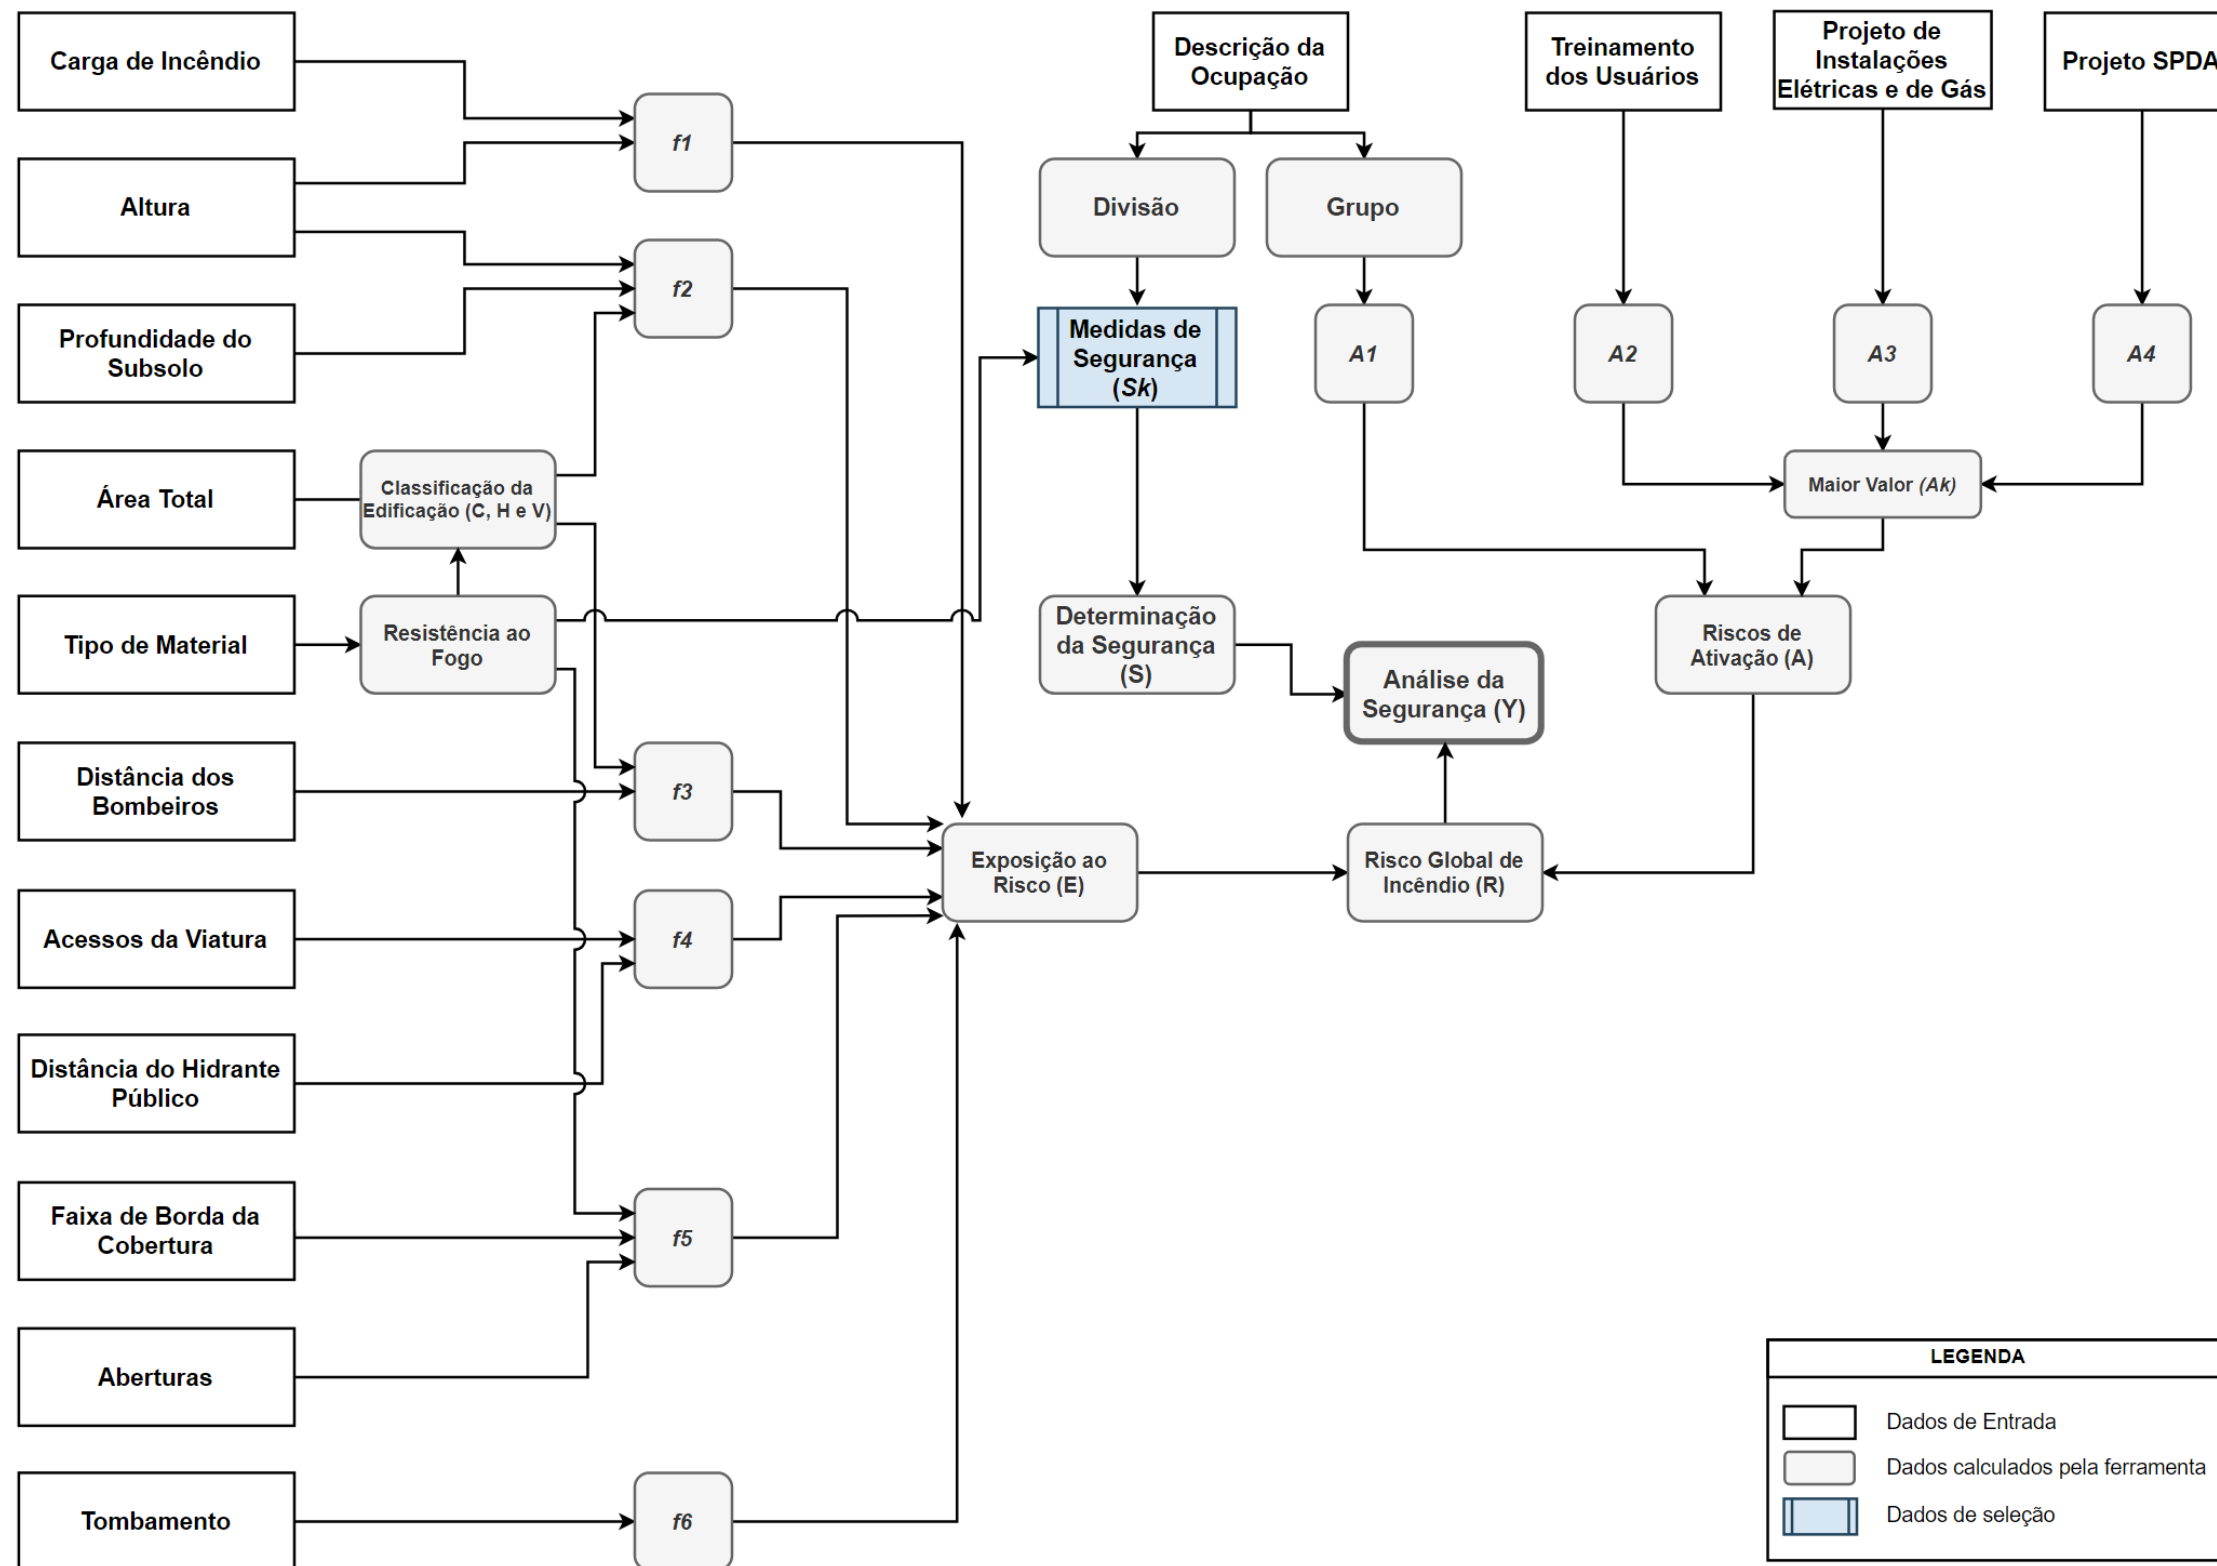 Carga de Incêndio
Altura
Profundidade do
Subsolo
Área Total
Tipo de Material
Distância dos
Bombeiros
Acessos da Viatura
Distância do Hidrante
Público
Faixa de Borda da
Cobertura
Aberturas
Tombamento
Classificação da
Edificação (C, H e V)
Resistência ao
Fogo
f1
f2
f3
f4
f5
f6
Descrição da
Ocupação
Divisão
Grupo
Medidas de
Segurança
(Sk)
Determinação
da Segurança
(S)
Treinamento
dos Usuários
Projeto de
Instalações
Elétricas e de Gás
Projeto SPDA
A1
A2
A3
A4
Maior Valor (Ak)
Riscos de
Ativação (A)
Análise da
Segurança (Y)
Exposição ao
Risco (E)
Risco Global de
Incêndio (R)
LEGENDA
Dados de Entrada
Dados calculados pela ferramenta
Dados de seleção